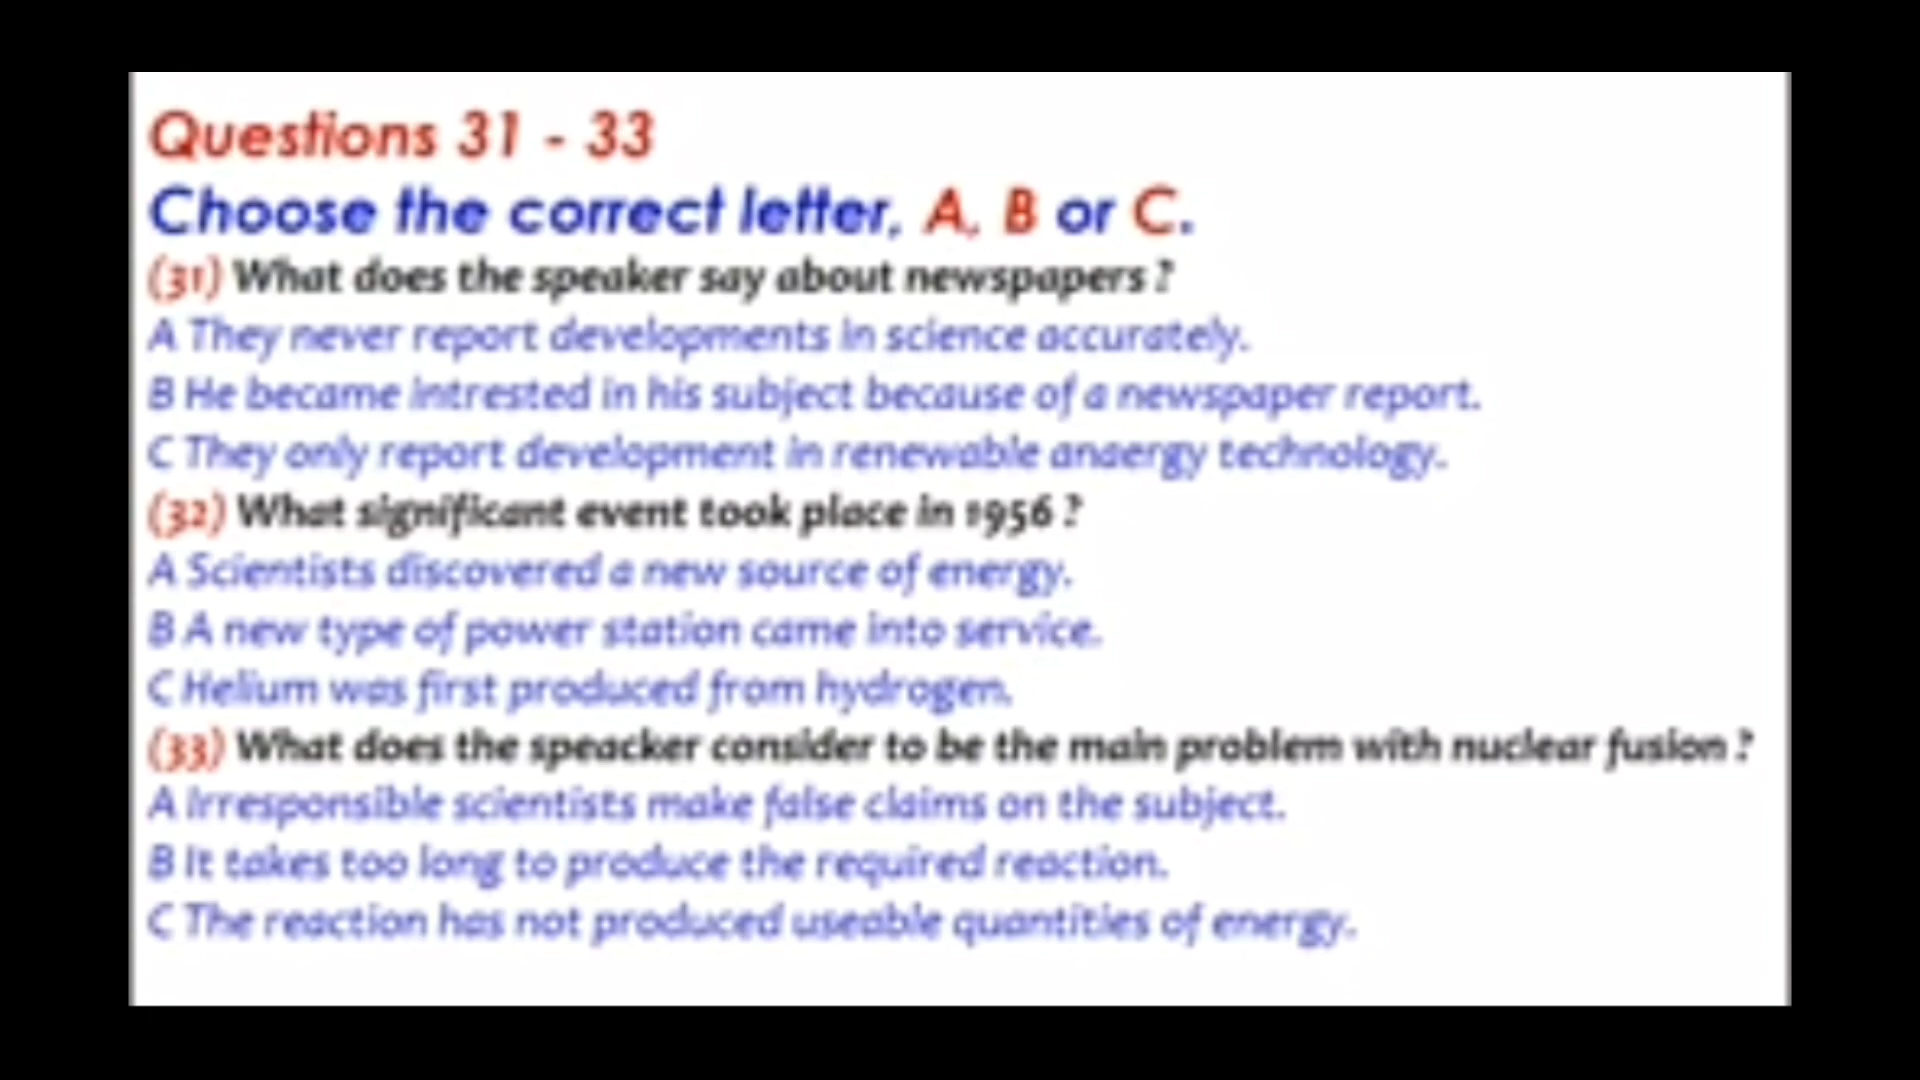 Questions 31 - 33
Choose the correct letter, A, B or C.
(31) What does the speaker say about newspapers ?
A They never report developments in science accurately.
B He became intrested in his subject because of a newspaper report.
C They only report development in renewable anaergy technology.
(32) What significant event took place in 1956 ?
A Scientists discovered a new source of energy.
B A new type of power station came into service.
C Helium was first produced from hydrogen.
(33) What does the speacker consider to be the main problem with nuclear fusion ?
A Irresponsible scientists make false claims on the subject.
B It takes too long to produce the required reaction.
C The reaction has not produced useable quantities of energy.